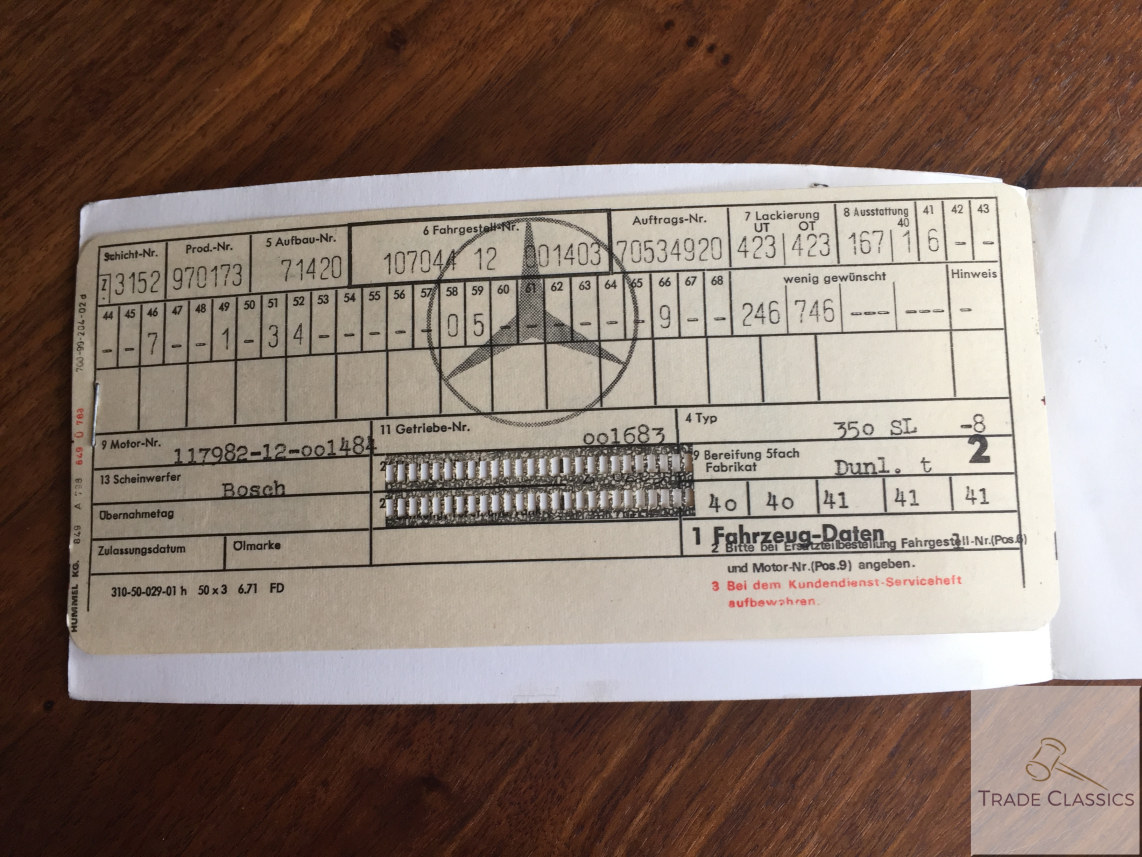 Schicht-Nr. Prod.-Nr. 5 Aufbau-Nr. 6 Fahrgestell-Nr. Auftrags-Nr. 7 Lackierung UT OT 8 Ausstattung 40 41 42 43
Z 3152 970173 71420 107044 12 001403 70534920 423 423 167 1 6 - -
44 45 46 47 48 49 50 51 52 53 54 55 56 57 58 59 60 61 62 63 64 65 66 67 68 wenig gewünscht Hinweis
- - 7 - - 1 - 3 4 - - - - - 0 5 - - - - - - 9 - - 246 746 --- --- -
9 Motor-Nr. 117982-12-001484 11 Getriebe-Nr. 001683 4 Typ 350 SL -8
13 Scheinwerfer Bosch 2 9 Bereifung 5fach Fabrikat Dunl. t 2
Übernahmetag 2 40 40 41 41 41
Zulassungsdatum Ölmarke 1 Fahrzeug-Daten 1
2 Bitte bei Ersatzteilbestellung Fahrgestell-Nr.(Pos.6)
und Motor-Nr.(Pos.9) angeben.
3 Bei dem Kundendienst-Serviceheft
aufbewahren.
310-50-029-01 h 50 x 3 6.71 FD
HUMMEL KG.
TRADE CLASSICS